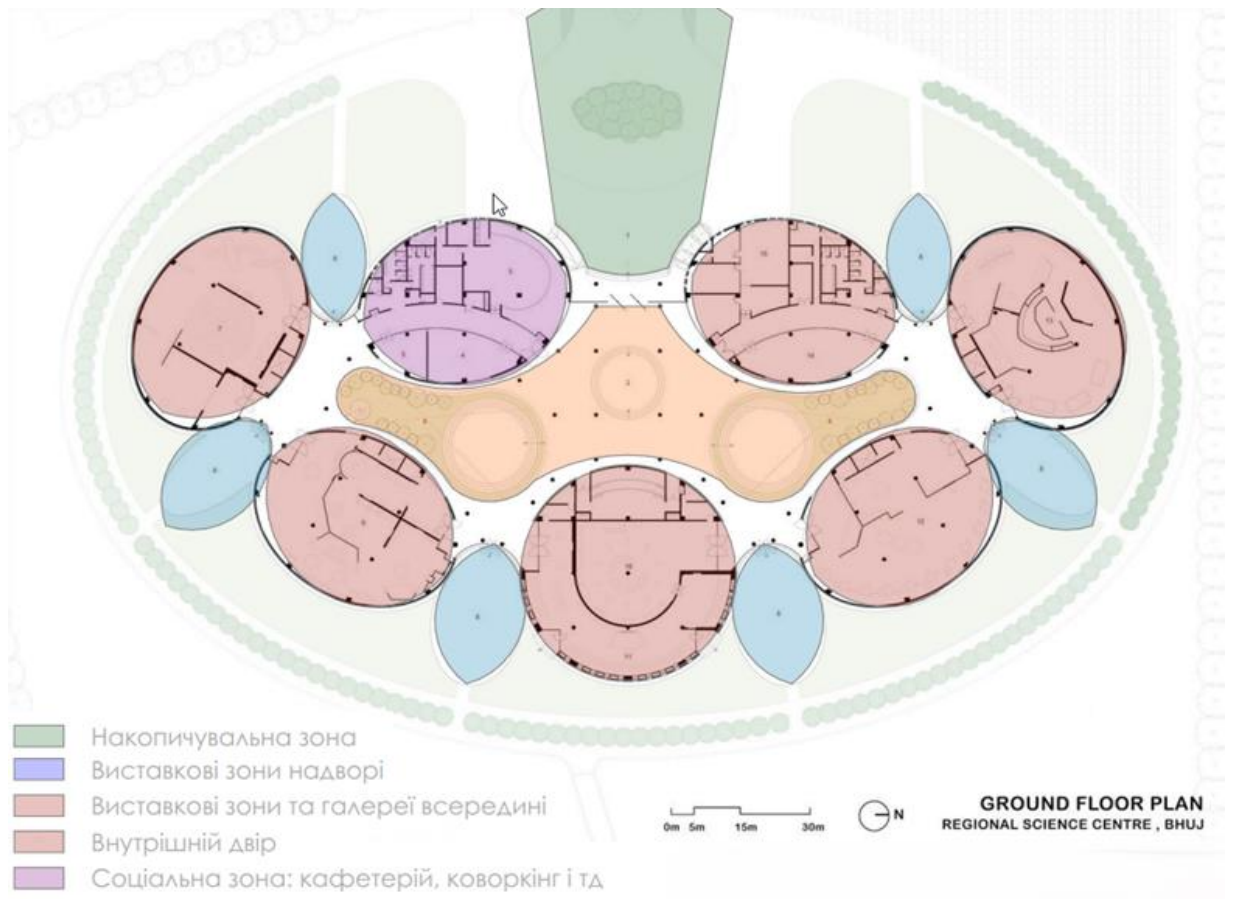 Накопичувальна зона
Виставкові зони надворі
Виставкові зони та галереї всередині
Внутрішній двір
Соціальна зона: кафетерій, коворкінг і тд
0m 5m 15m 30m
N
GROUND FLOOR PLAN
REGIONAL SCIENCE CENTRE , BHUJ